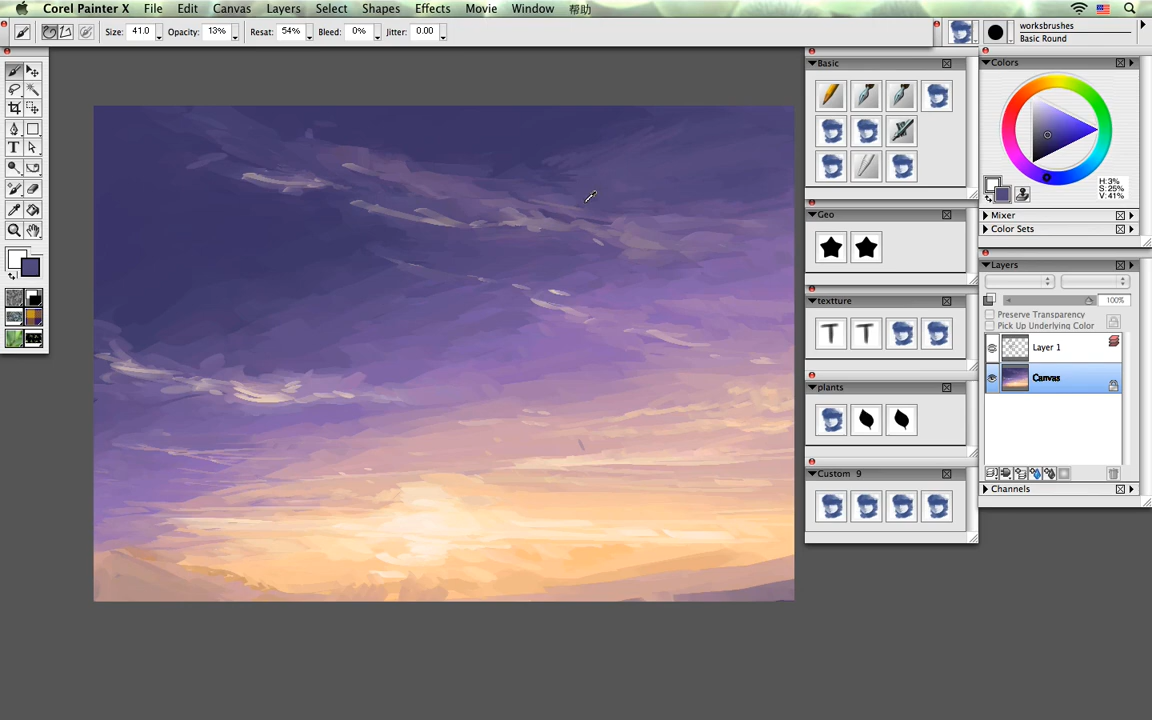 Corel Painter X File Edit Canvas Layers Select Shapes Effects Movie Window 帮助
Size: 41.0 Opacity: 13% Resat: 54% Bleed: 0% Jitter: 0.00
worksbrushes
Basic Round
Basic
Geo
textture
plants
Custom 9
Colors
H:3%
S:25%
V:41%
Mixer
Color Sets
Layers
100%
Preserve Transparency
Pick Up Underlying Color
Layer 1
Canvas
Channels